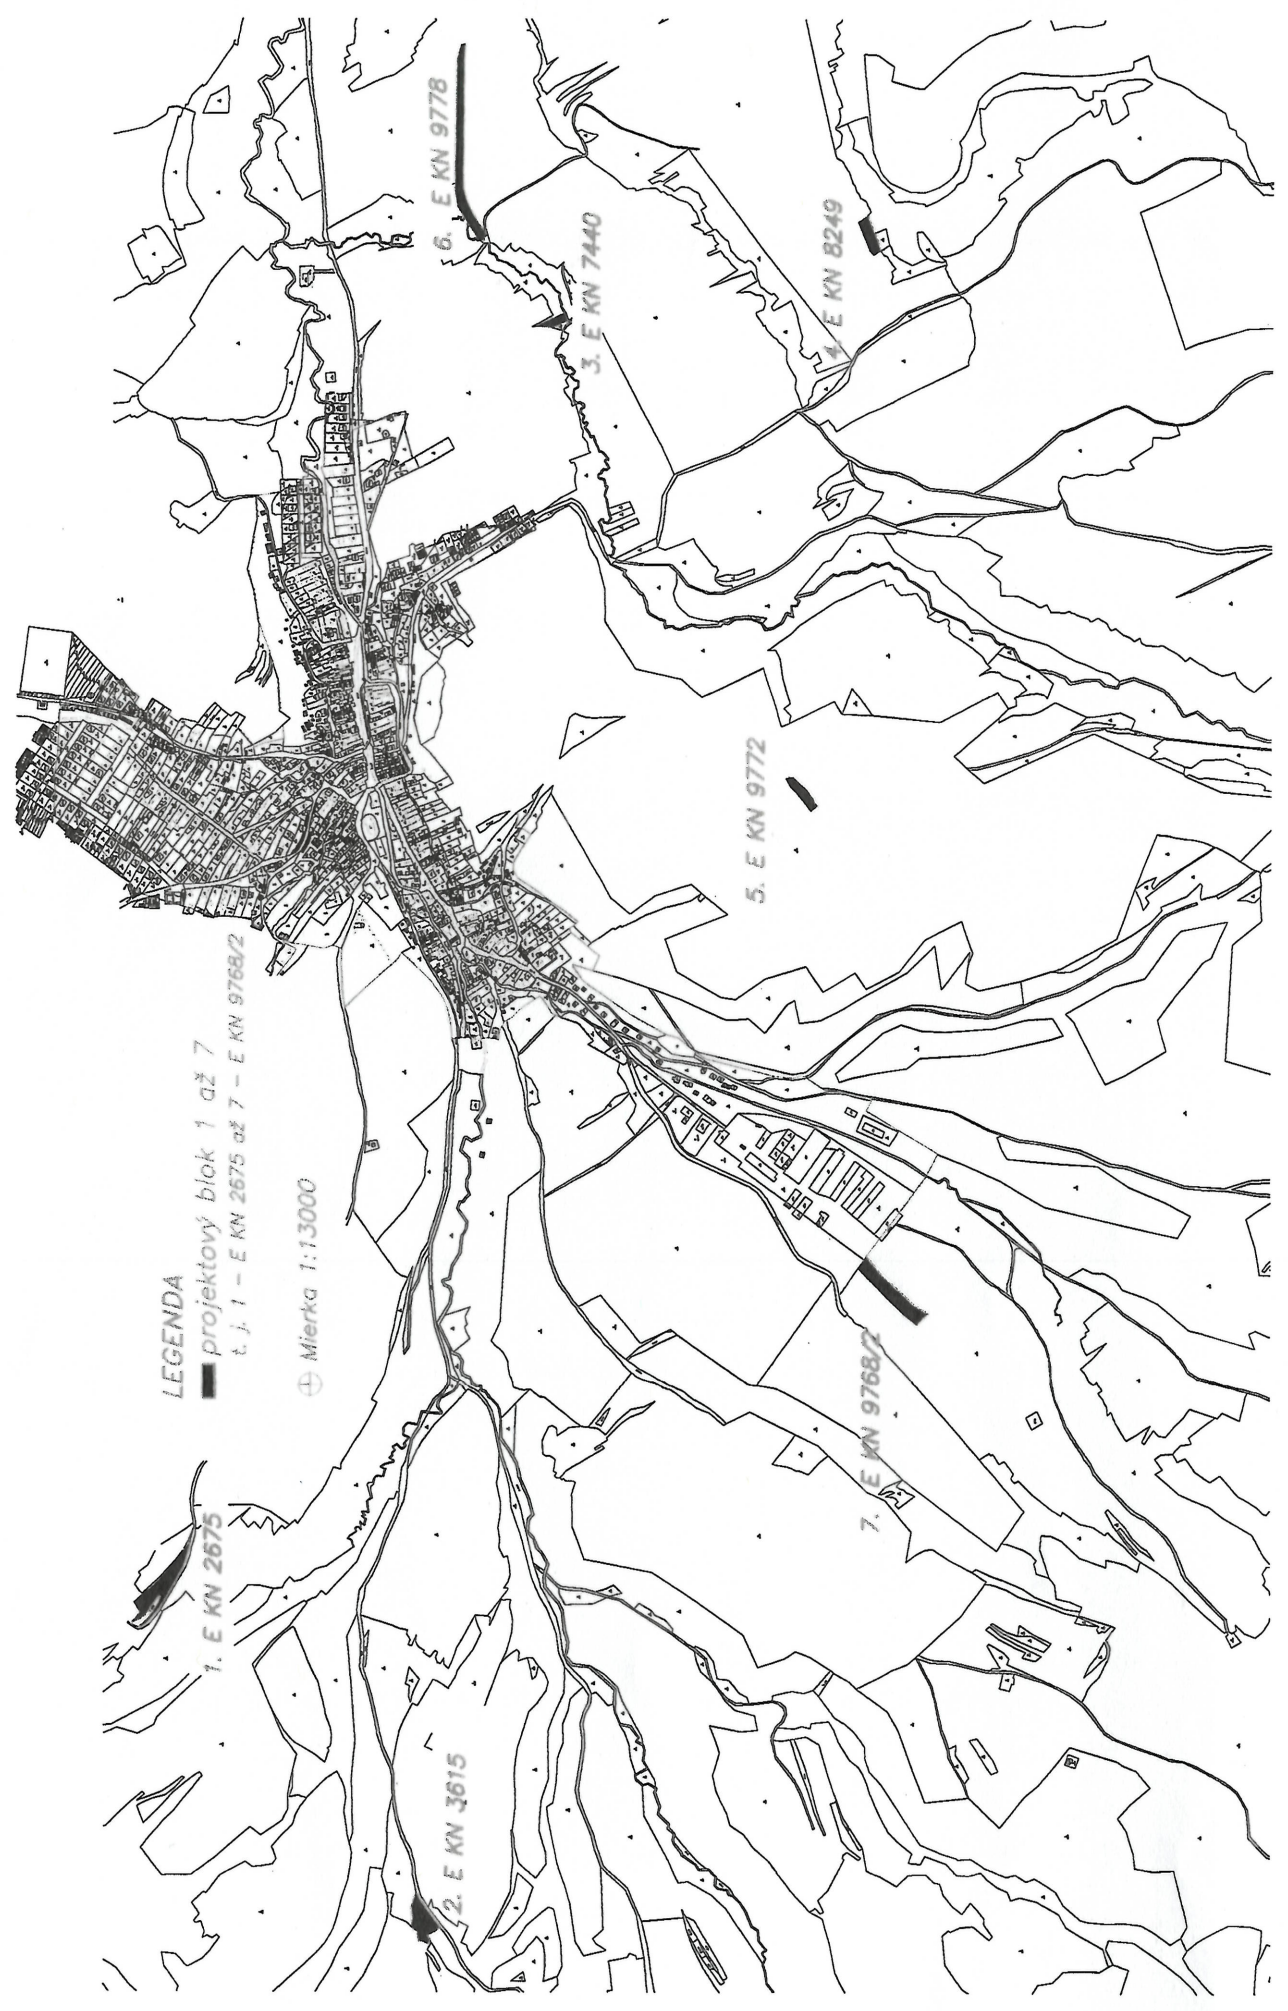 LEGENDA
projektový blok 1 až 7
t. j. 1 – E KN 2675 až 7 – E KN 9768/2
Mierka 1:13000
1. E KN 2675
2. E KN 3615
3. E KN 7440
4. E KN 8249
5. E KN 9772
6. E KN 9778
7. E KN 9768/2